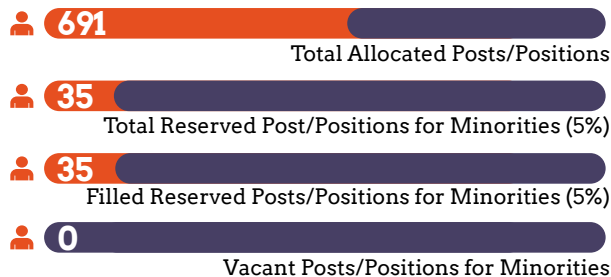 691
Total Allocated Posts/Positions
35
Total Reserved Post/Positions for Minorities (5%)
35
Filled Reserved Posts/Positions for Minorities (5%)
0
Vacant Posts/Positions for Minorities